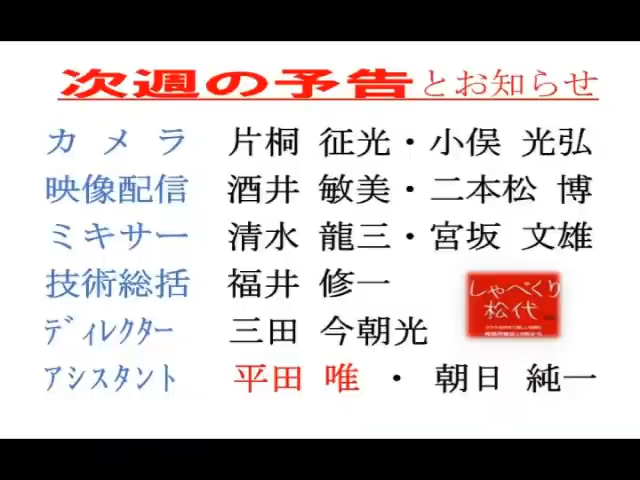 次週の予告とお知らせ
カメラ 片桐 征光・小俣 光弘
映像配信 酒井 敏美・二本松 博
ミキサー 清水 龍三・宮坂 文雄
技術総括 福井 修一
しゃべくり
松代
ディレクター 三田 今朝光
アシスタント 平田 唯 ・ 朝日 純一